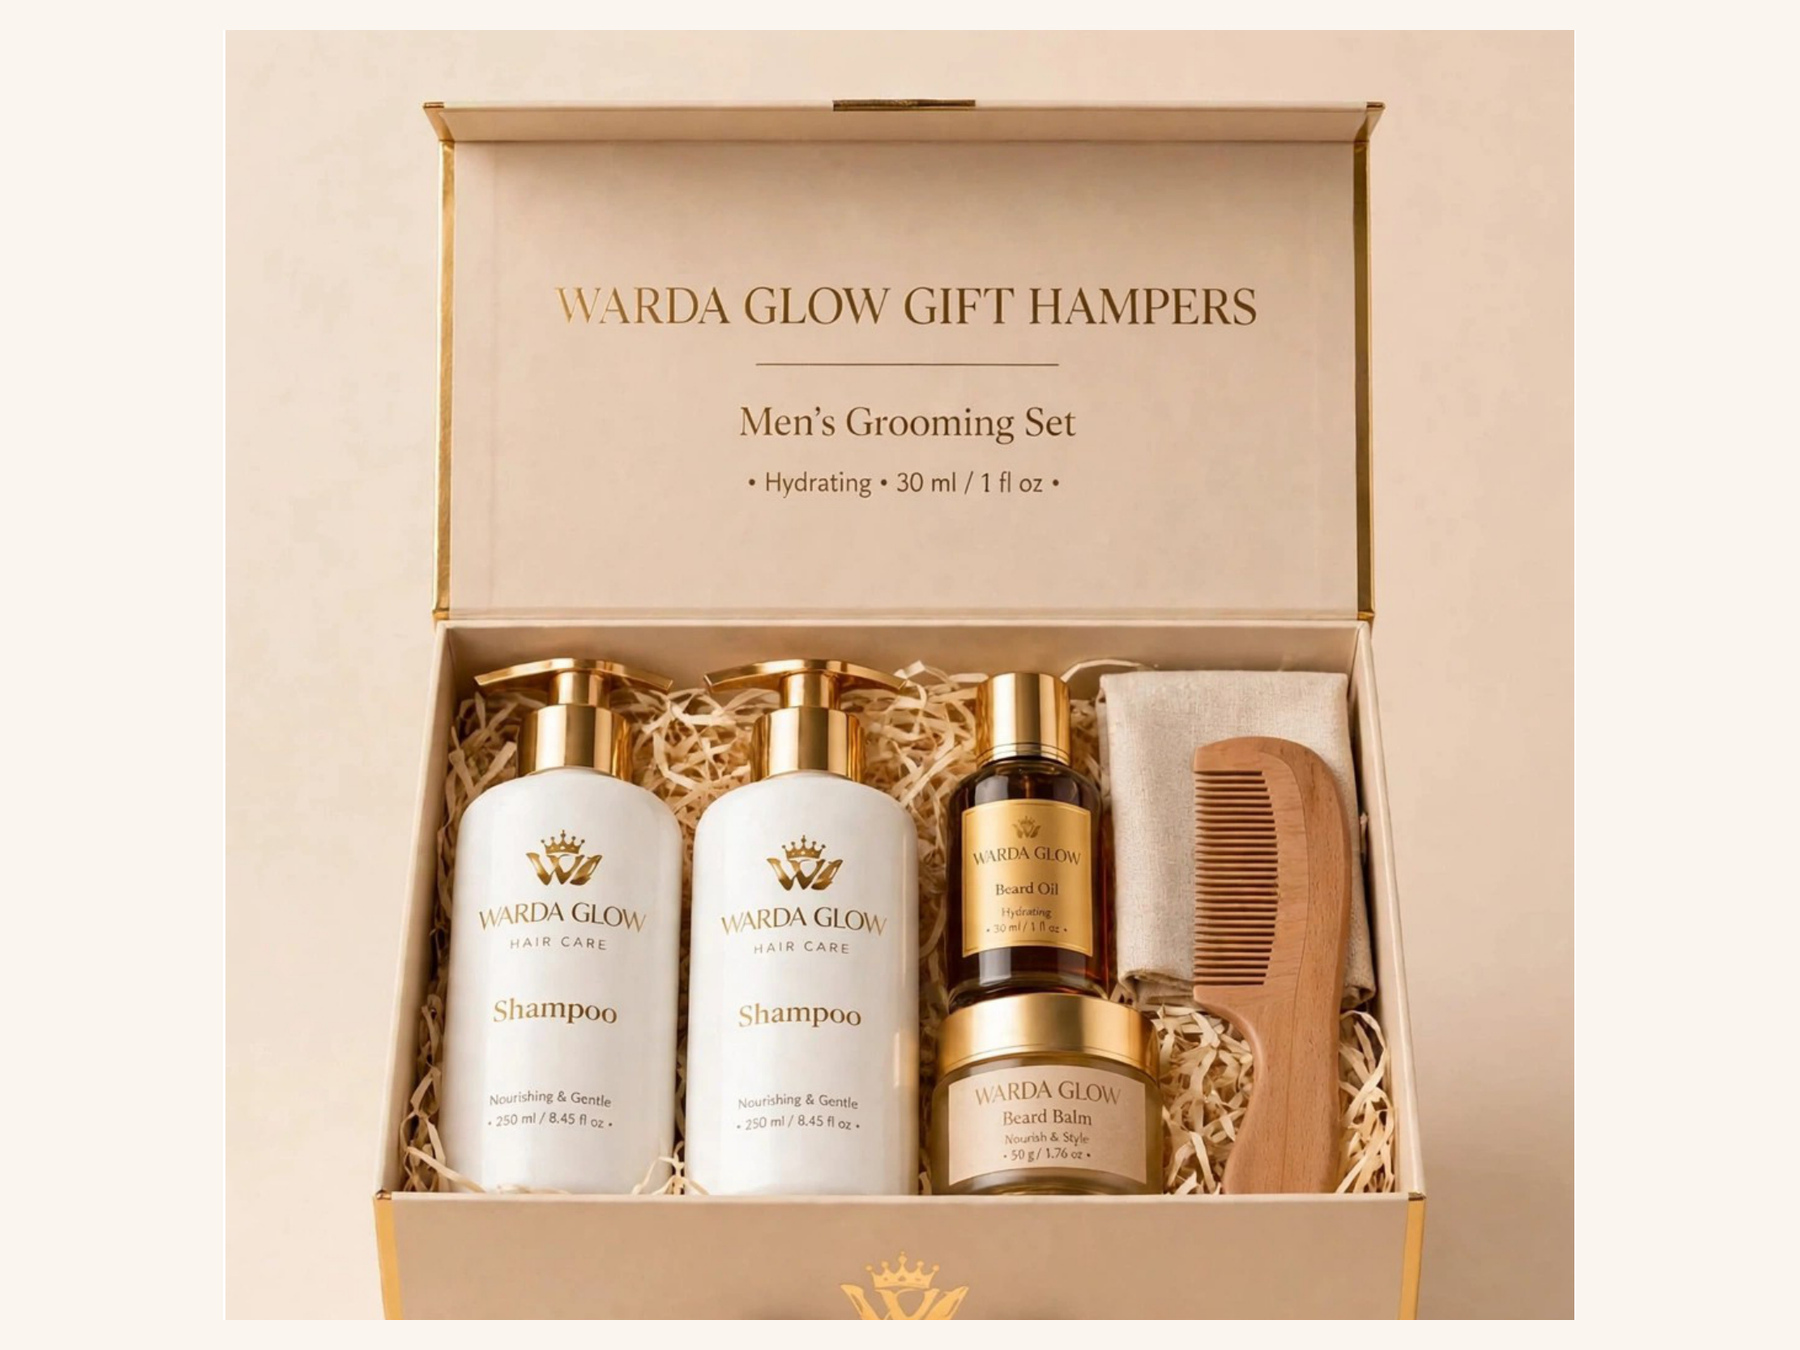 WARDA GLOW GIFT HAMPERS
Men's Grooming Set
• Hydrating • 30 ml / 1 fl oz •
WARDA GLOW
HAIR CARE
Shampoo
Nourishing & Gentle
• 250 ml / 8.45 fl oz •
WARDA GLOW
HAIR CARE
Shampoo
Nourishing & Gentle
• 250 ml / 8.45 fl oz •
WARDA GLOW
Beard Oil
Hydrating
• 30 ml / 1 fl oz •
WARDA GLOW
Beard Balm
Nourish & Style
• 50 g / 1.76 oz •